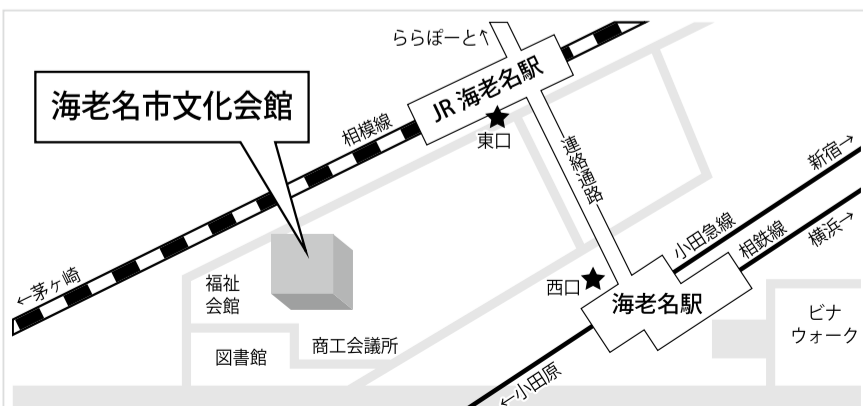 ららぽーと↑
JR 海老名駅
海老名市文化会館
相模線
東口
連絡通路
新宿→
小田急線
相鉄線
横浜→
←茅ヶ崎
福祉
会館
西口
海老名駅
ビナ
ウォーク
図書館
商工会議所
←小田原